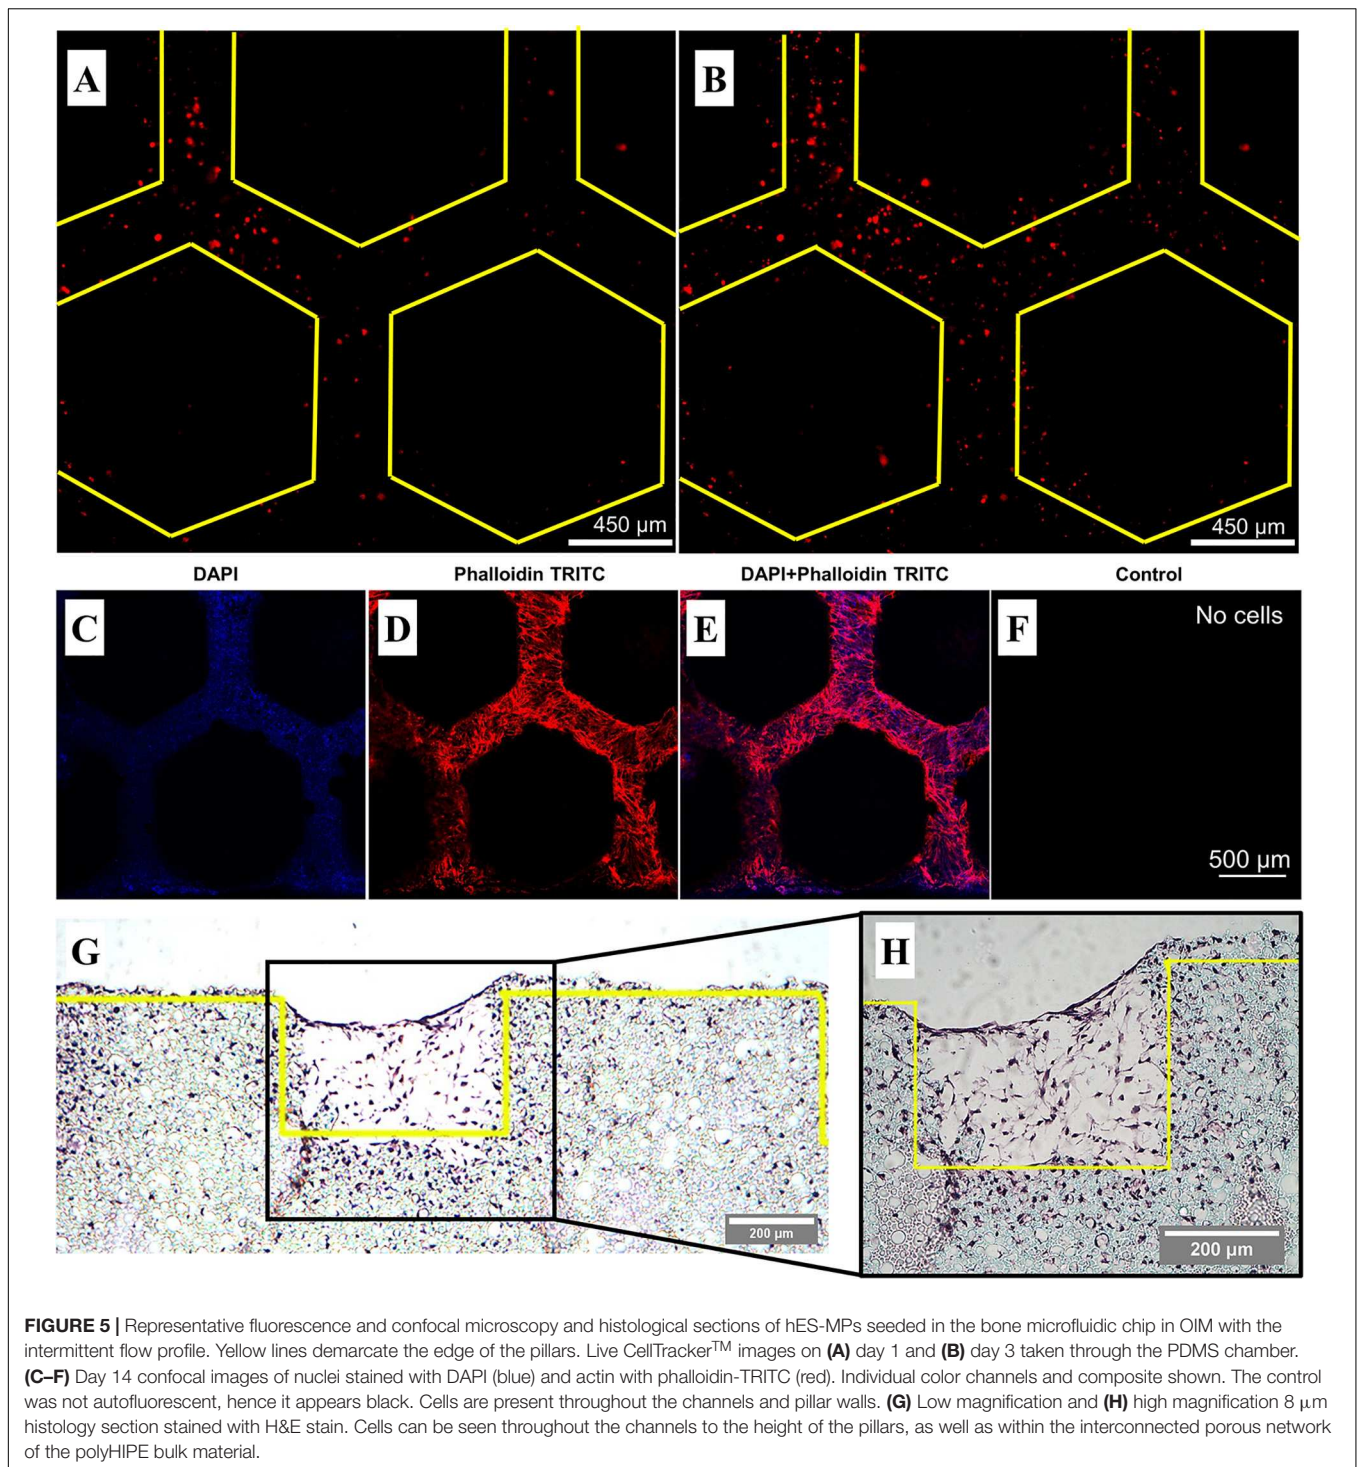 A
B
450 µm
450 µm
DAPI
Phalloidin TRITC
DAPI+Phalloidin TRITC
Control
C
D
E
F
No cells
500 µm
G
H
200 µm
200 µm
FIGURE 5 | Representative fluorescence and confocal microscopy and histological sections of hES-MPs seeded in the bone microfluidic chip in OIM with the
intermittent flow profile. Yellow lines demarcate the edge of the pillars. Live CellTracker™ images on (A) day 1 and (B) day 3 taken through the PDMS chamber.
(C–F) Day 14 confocal images of nuclei stained with DAPI (blue) and actin with phalloidin-TRITC (red). Individual color channels and composite shown. The control
was not autofluorescent, hence it appears black. Cells are present throughout the channels and pillar walls. (G) Low magnification and (H) high magnification 8 µm
histology section stained with H&E stain. Cells can be seen throughout the channels to the height of the pillars, as well as within the interconnected porous network
of the polyHIPE bulk material.